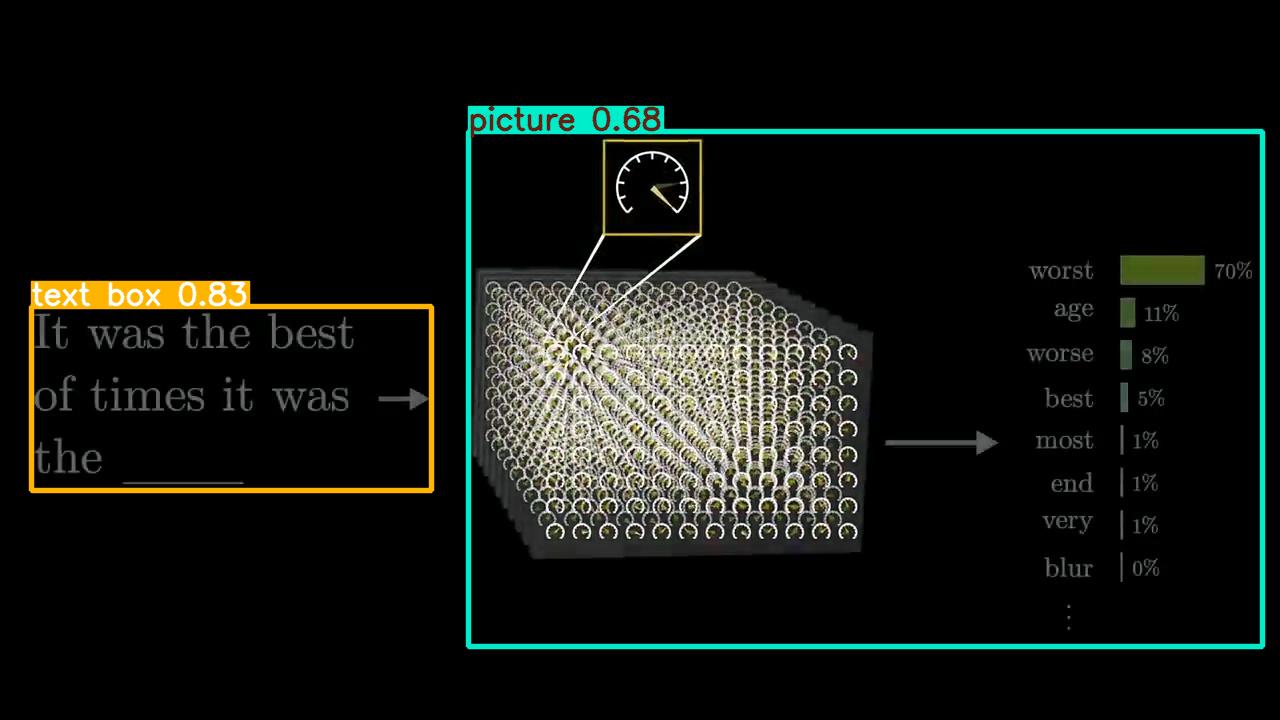 picture 0.68
text box 0.83
It was the best
of times it was
the
worst 70%
age 11%
worse 8%
best 5%
most 1%
end 1%
very 1%
blur 0%